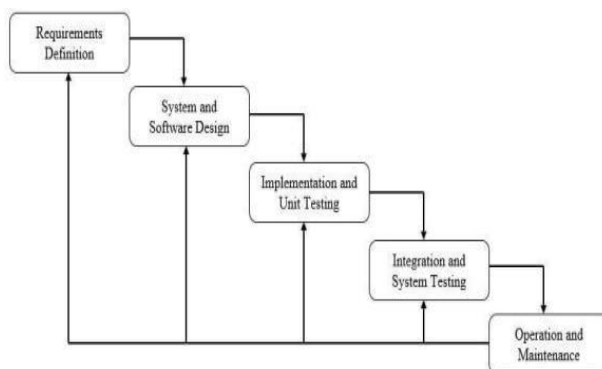 Requirements
Definition
System and
Software Design
Implementation and
Unit Testing
Integration and
System Testing
Operation and
Maintenance